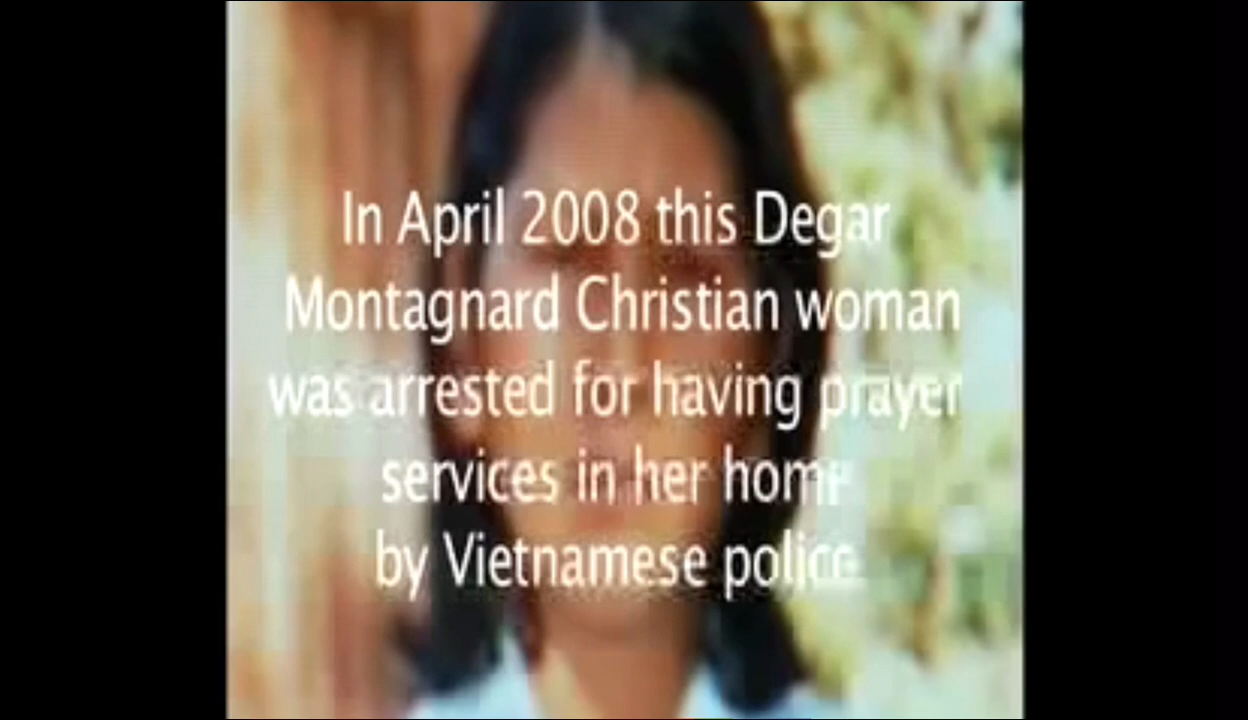 In April 2008 this Degar
Montagnard Christian woman
was arrested for having prayer
services in her home
by Vietnamese police.